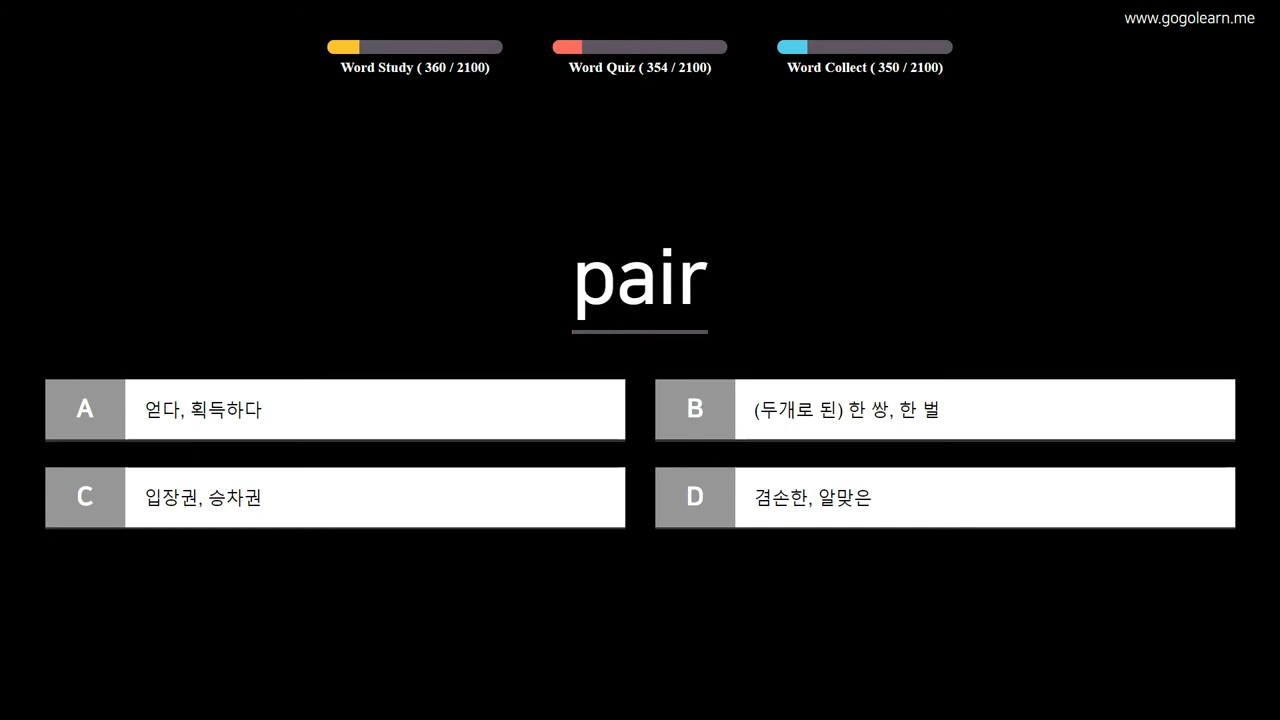 www.gogolearn.me
Word Study ( 360 / 2100)
Word Quiz ( 354 / 2100)
Word Collect ( 350 / 2100)
pair
A 얻다, 획득하다
B (두개로 된) 한 쌍, 한 벌
C 입장권, 승차권
D 겸손한, 알맞은